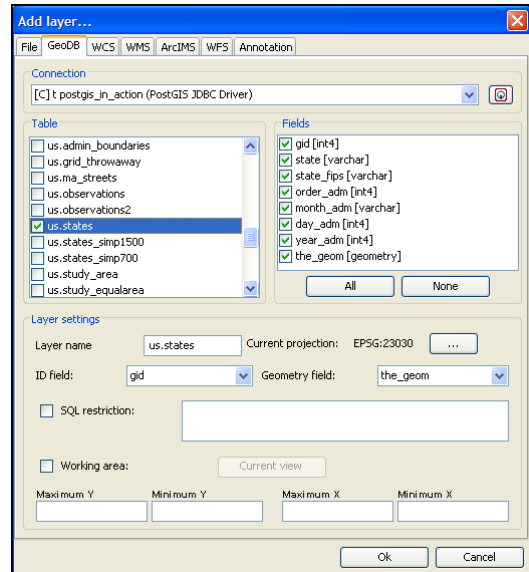 Add layer...
File GeoDB WCS WMS ArcIMS WFS Annotation
Connection
[C] t postgis_in_action (PostGIS JDBC Driver)
Table
us.admin_boundaries
us.grid_throwaway
us.ma_streets
us.observations
us.observations2
us.states
us.states_simp1500
us.states_simp700
us.study_area
us.study_equalarea
Fields
gid [int4]
state [varchar]
state_fips [varchar]
order_adm [int4]
month_adm [varchar]
day_adm [int4]
year_adm [int4]
the_geom [geometry]
All None
Layer settings
Layer name us.states Current projection: EPSG:23030 ...
ID field: gid Geometry field: the_geom
SQL restriction:
Working area: Current view
Maximum Y Minimum Y Maximum X Minimum X
Ok Cancel